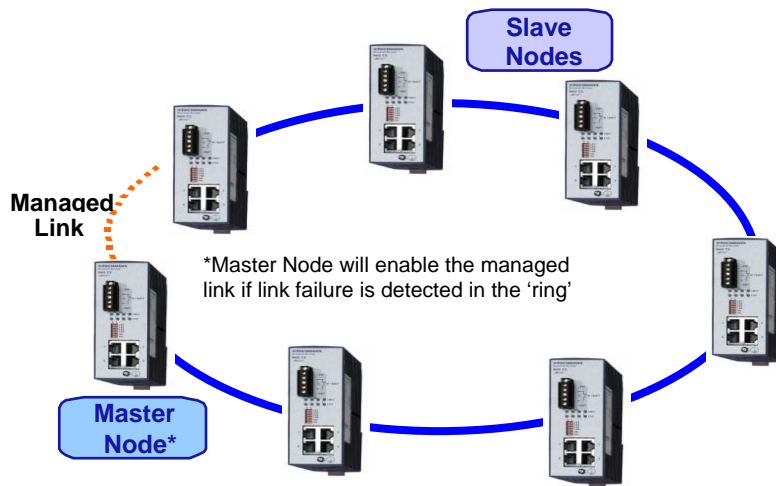 Slave
Nodes
Managed
Link
*Master Node will enable the managed
link if link failure is detected in the ‘ring’
Master
Node*